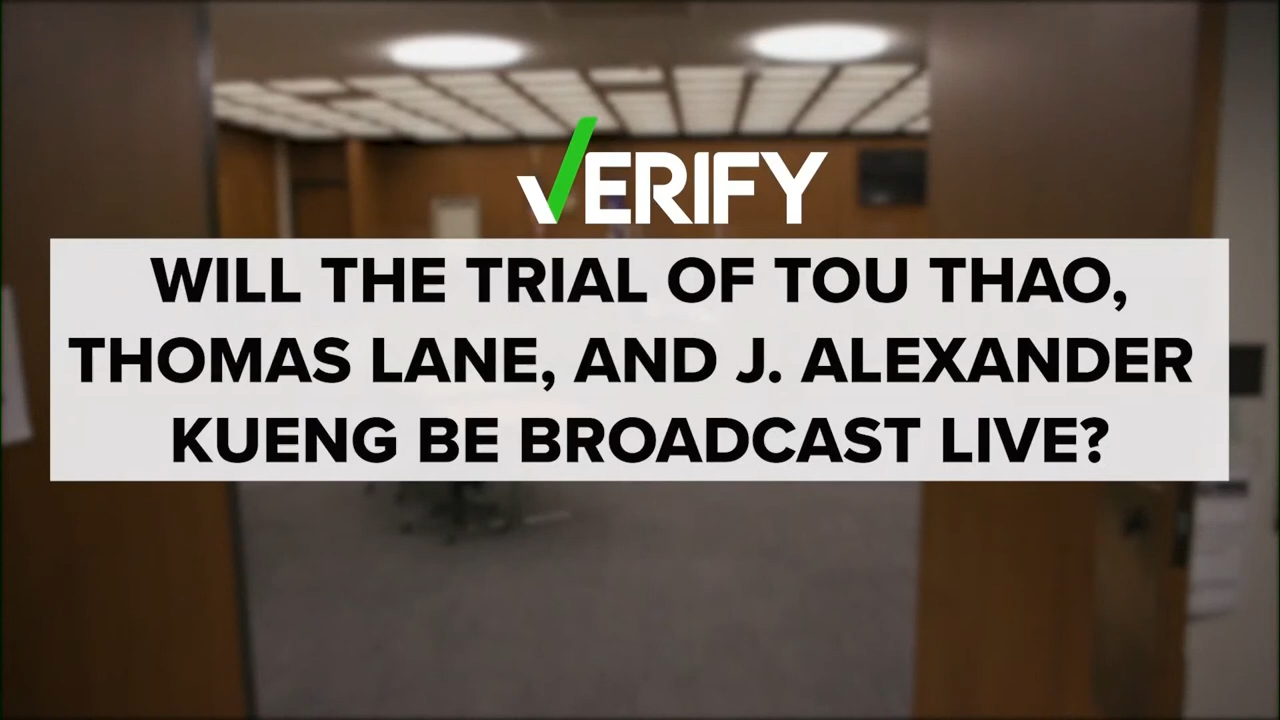 VERIFY
WILL THE TRIAL OF TOU THAO,
THOMAS LANE, AND J. ALEXANDER
KUENG BE BROADCAST LIVE?